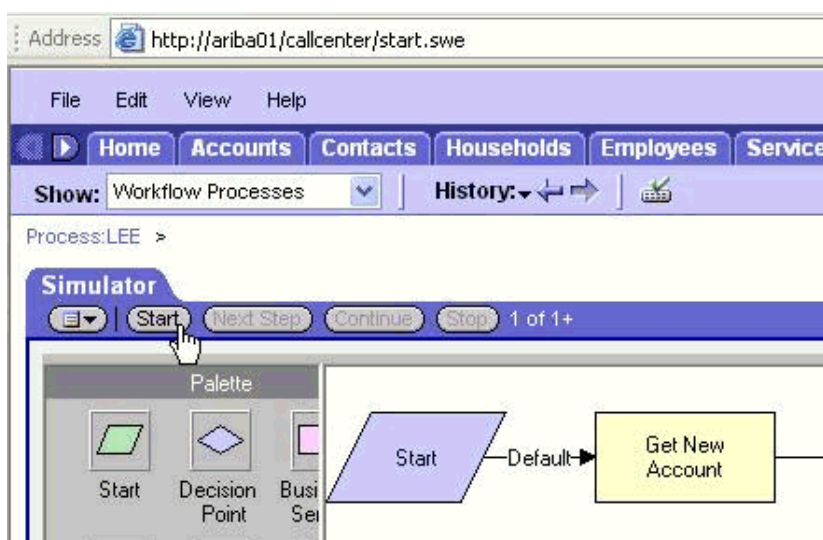 Address http://ariba01/callcenter/start.swe
File Edit View Help
Home Accounts Contacts Households Employees Service
Show: Workflow Processes History:
Process:LEE >
Simulator
Start Next Step Continue Stop 1 of 1+
Palette
Start Default Get New
Account
Start Decision
Point Busi
Ser